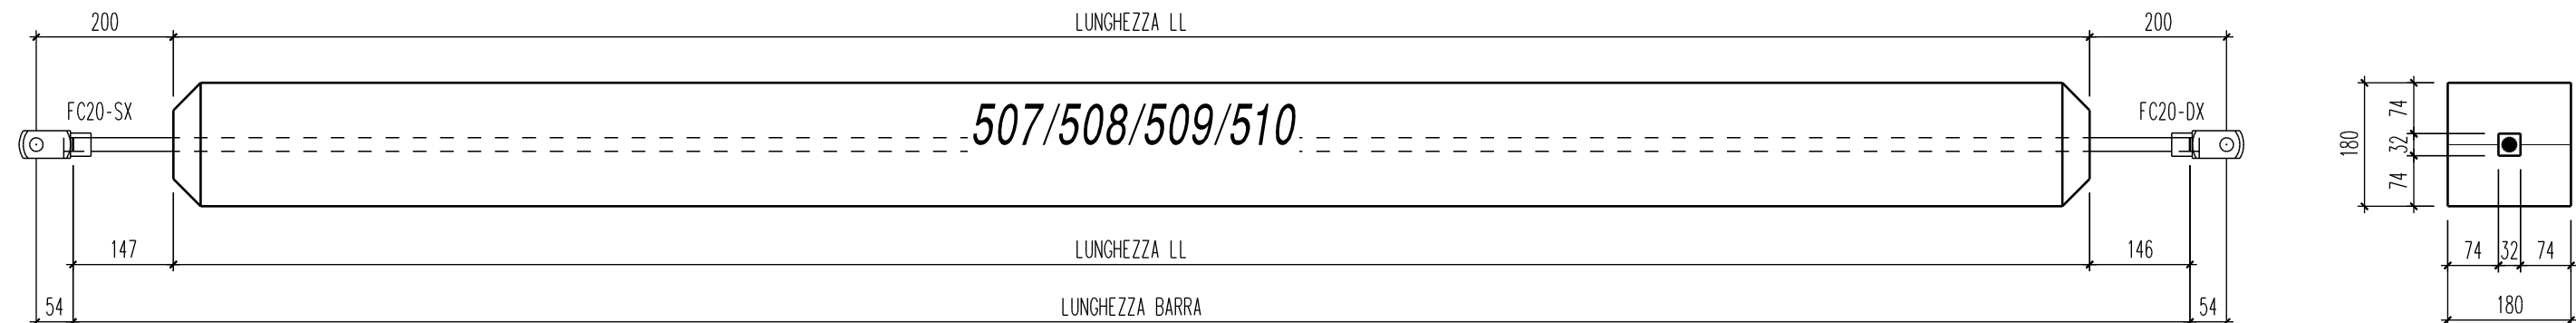 200 LUNGHEZZA LL 200
FC20-SX 507/508/509/510 FC20-DX
147 LUNGHEZZA LL 146
54 LUNGHEZZA BARRA 54
180
74
32
74
74 32 74
180